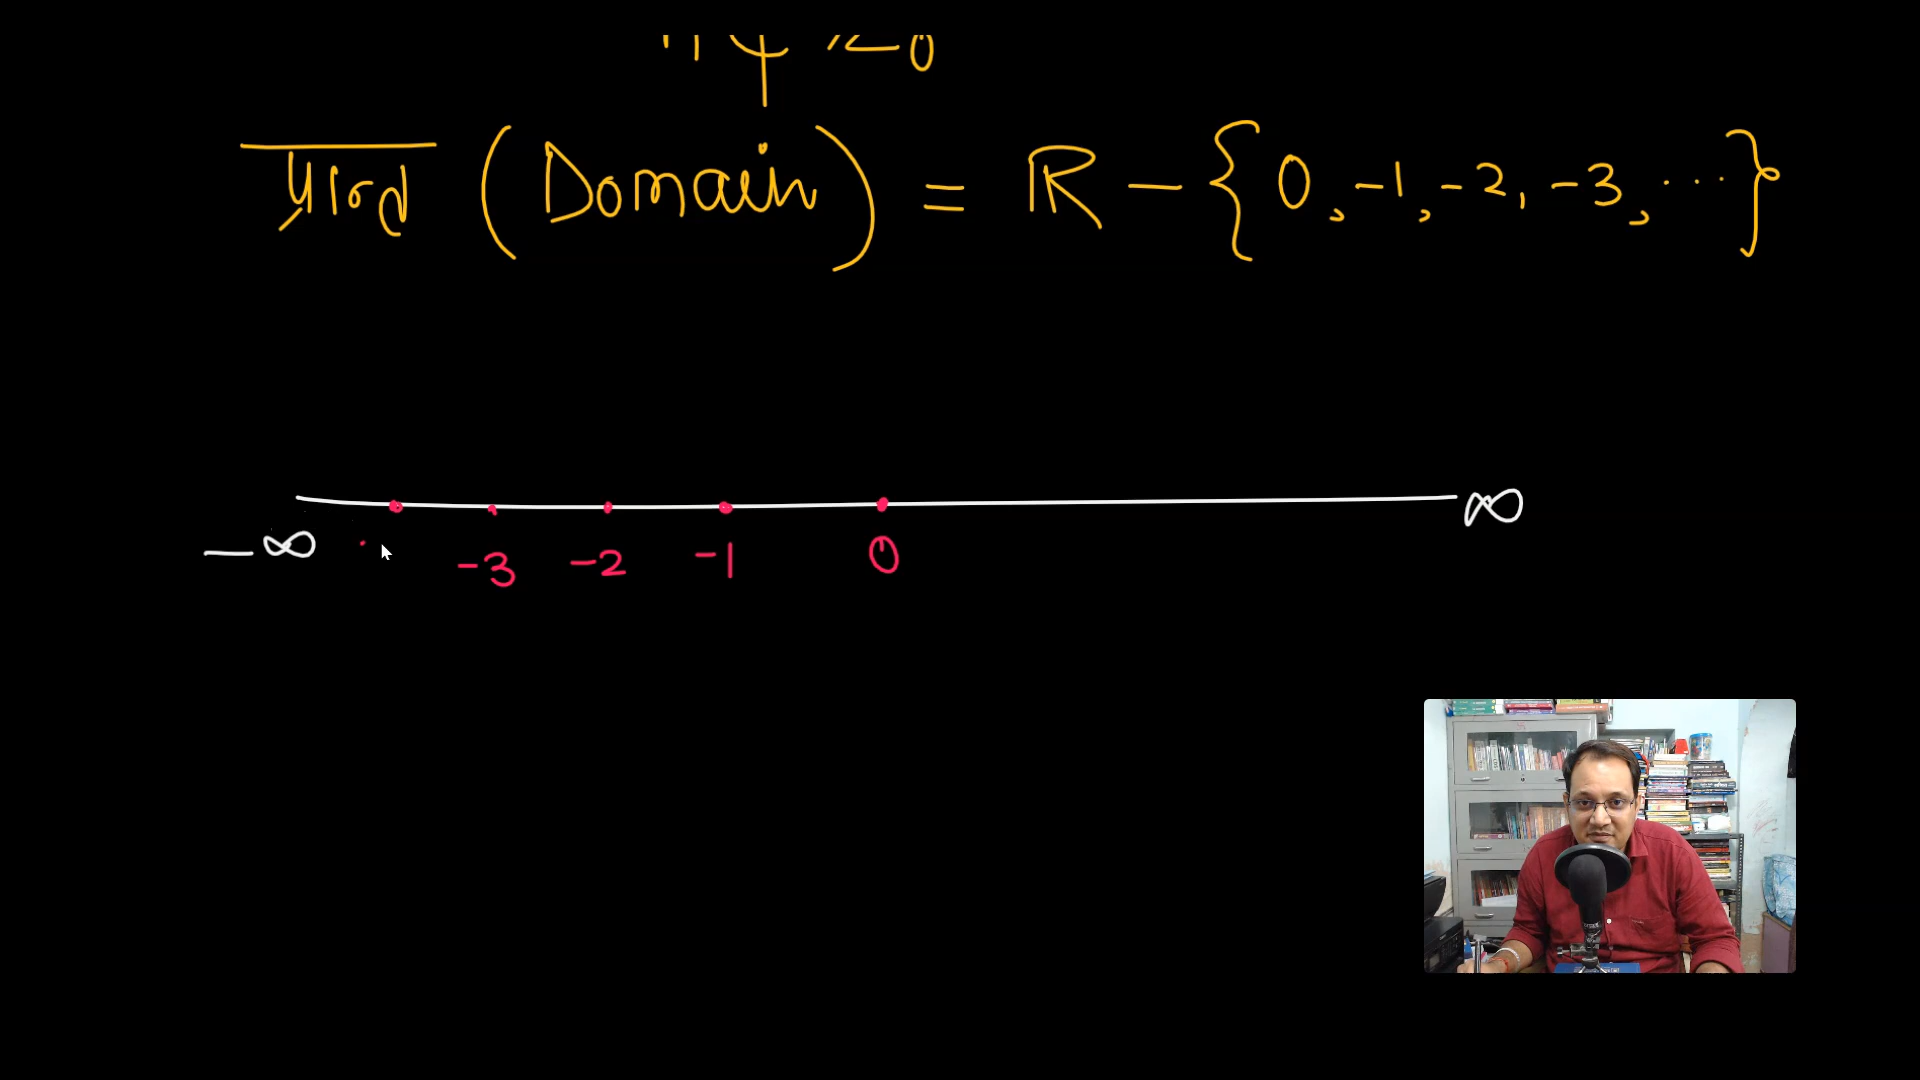 प्रान्त (Domain) = ℝ - {0, -1, -2, -3, ...}
∞
-∞ -3 -2 -1 0